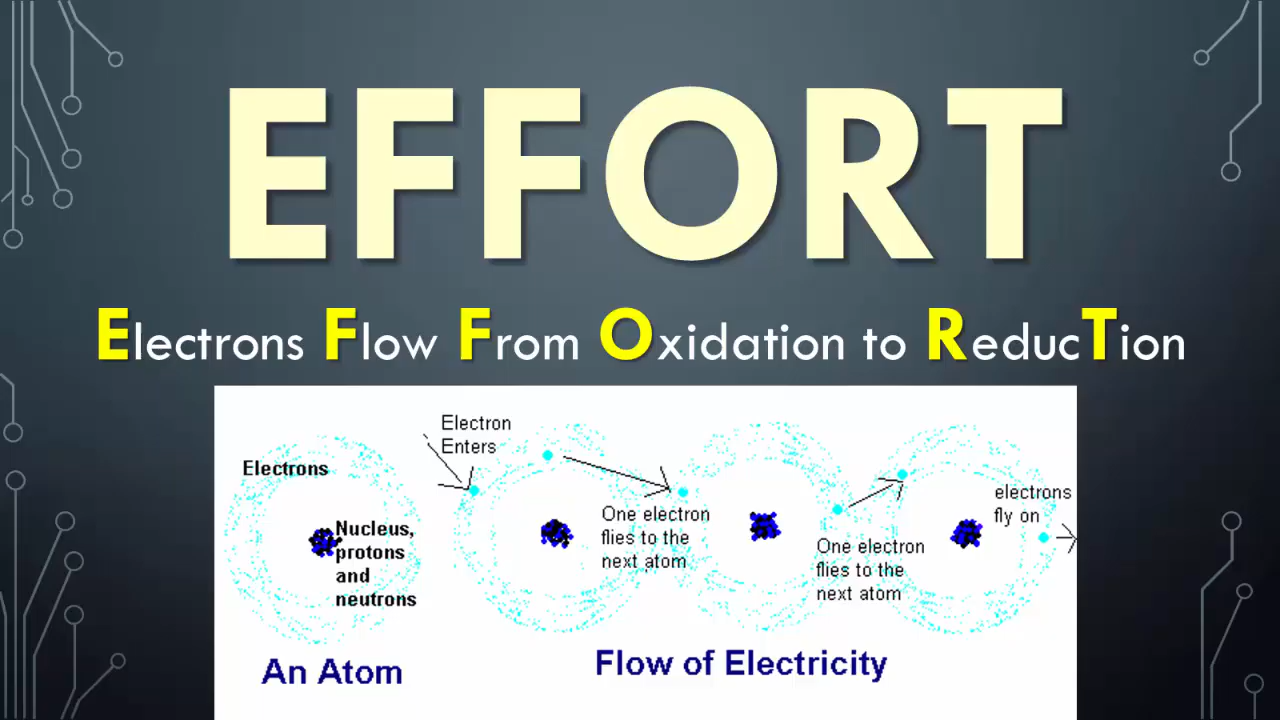 EFFORT
Electrons Flow From Oxidation to ReducTion
Electron
Enters
Electrons
Nucleus,
protons
and
neutrons
One electron
flies to the
next atom
One electron
flies to the
next atom
electrons
fly on
An Atom
Flow of Electricity